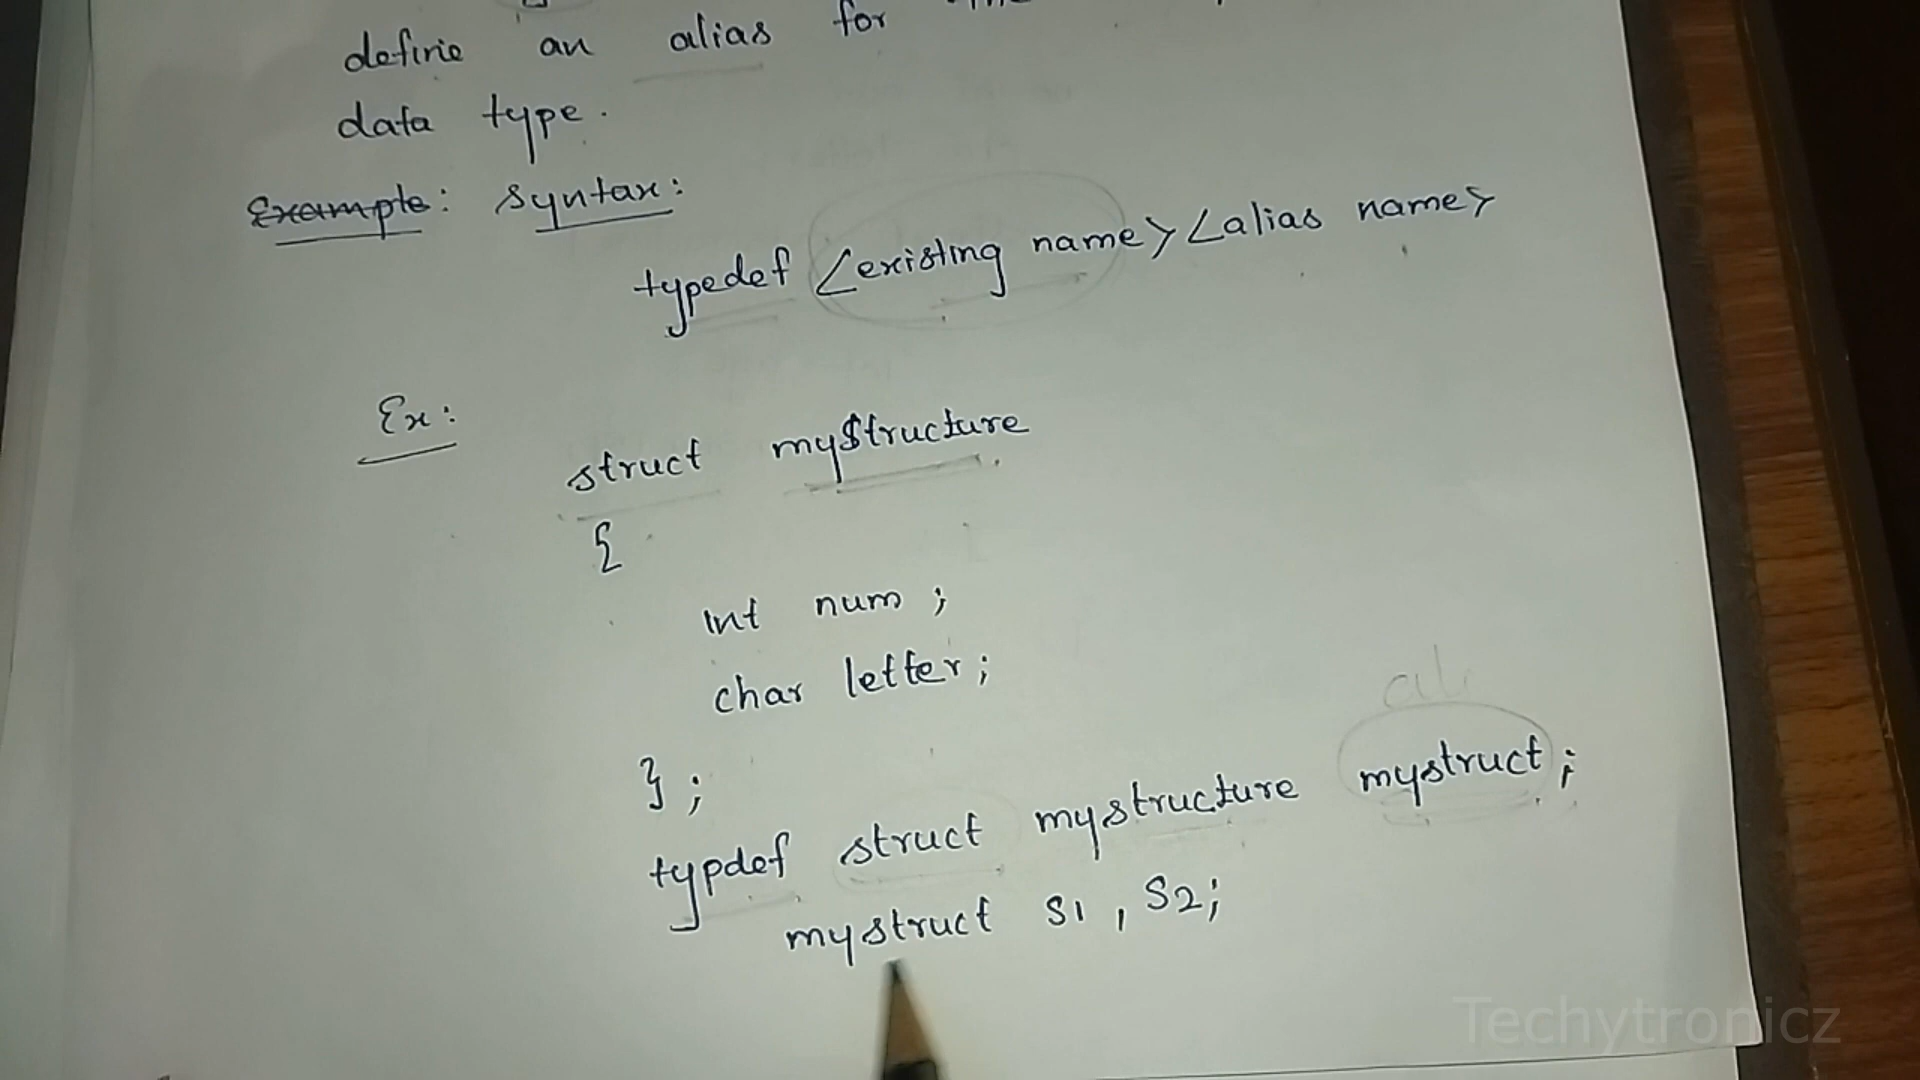 define an alias for
data type.
Example: Syntax:
typedef <existing name> <alias name>
Ex:
struct myStructure
{
int num ;
char letter;
};
typdef struct mystructure mystruct;
mystruct S1 , S2;
Techytronicz